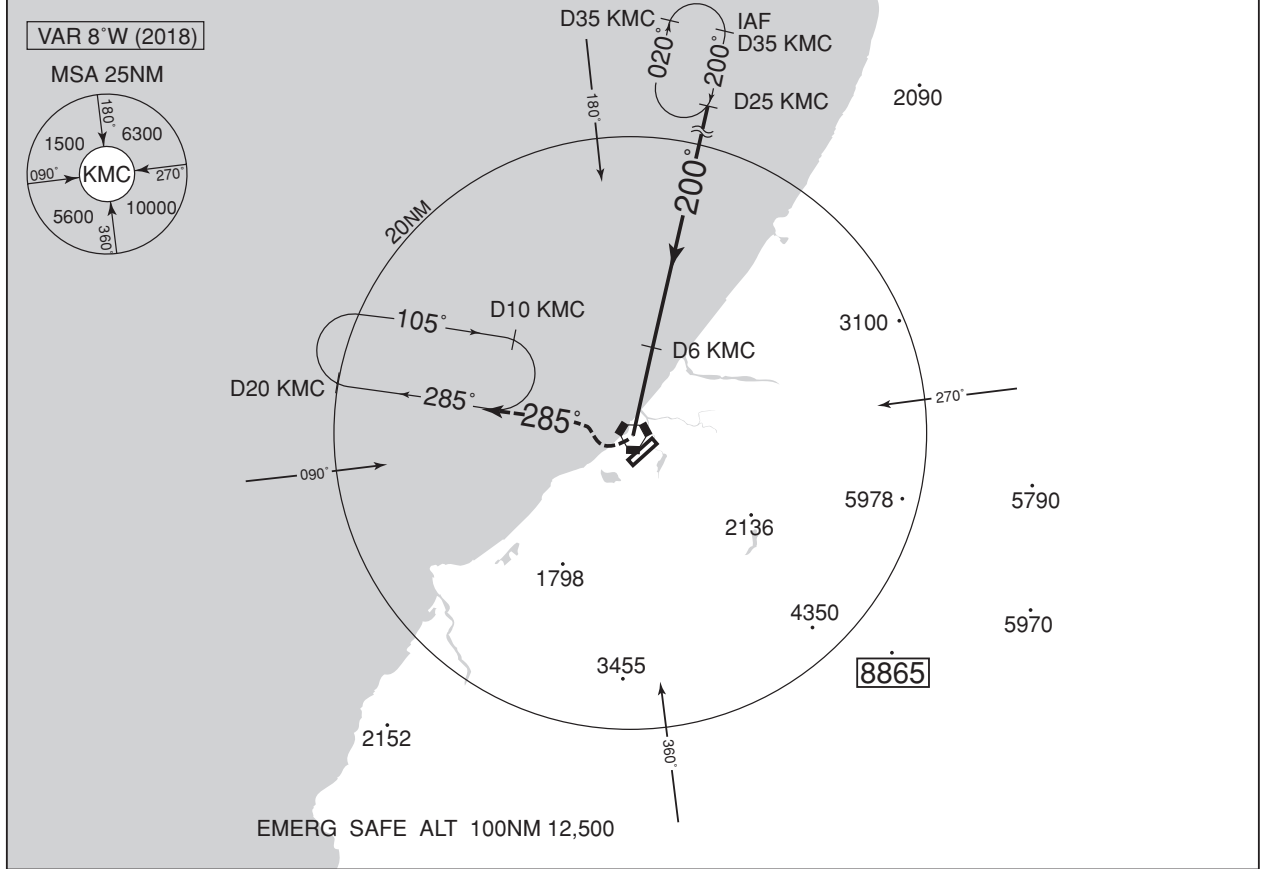 VAR 8°W (2018)
MSA 25NM
180°
1500
6300
090°
KMC
270°
5600
10000
360°
D35 KMC
IAF
D35 KMC
020°
200°
D25 KMC
180°
2090
200°
20NM
105°
D10 KMC
3100
D6 KMC
D20 KMC
285°
285°
270°
090°
5978
5790
2136
1798
4350
5970
3455
8865
2152
360°
EMERG SAFE ALT 100NM 12,500